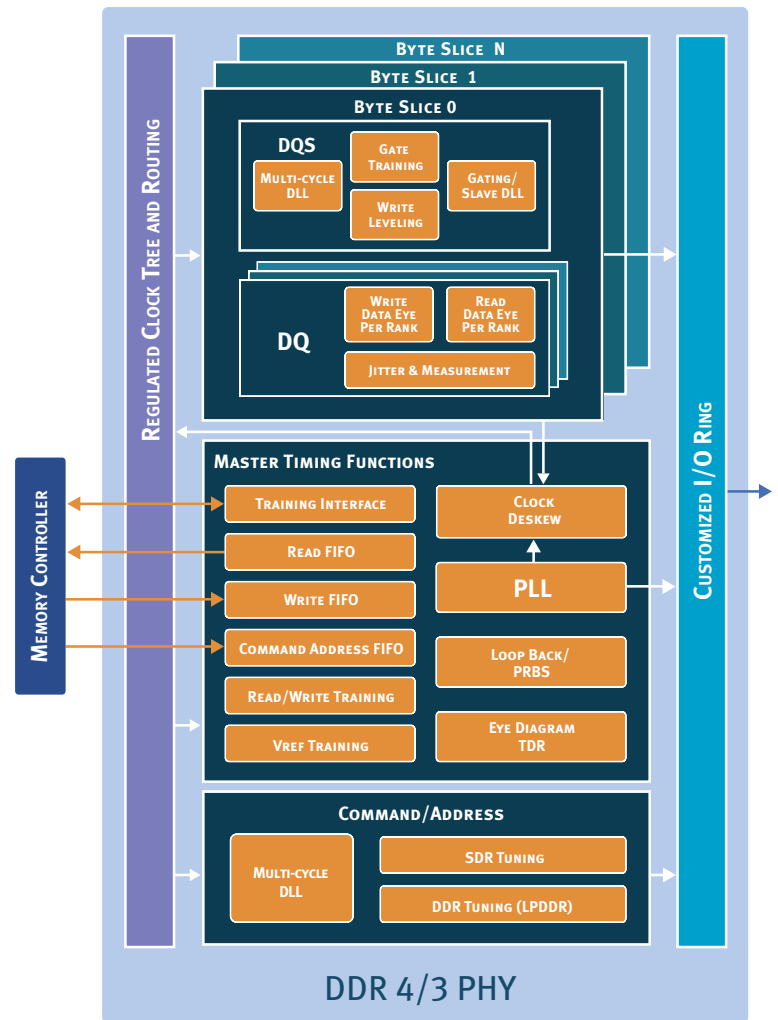 Byte Slice N
Byte Slice 1
Byte Slice 0
DQS
Multi-cycle
DLL
Gate
Training
Write
Leveling
Gating/
Slave DLL
DQ
Write
Data Eye
Per Rank
Read
Data Eye
Per Rank
Jitter & Measurement
Regulated Clock Tree and Routing
Master Timing Functions
Training Interface
Read FIFO
Write FIFO
Command Address FIFO
Read/Write Training
Vref Training
Clock
Deskew
PLL
Loop Back/
PRBS
Eye Diagram
TDR
Memory Controller
Customized I/O Ring
Command/Address
Multi-cycle
DLL
SDR Tuning
DDR Tuning (LPDDR)
DDR 4/3 PHY